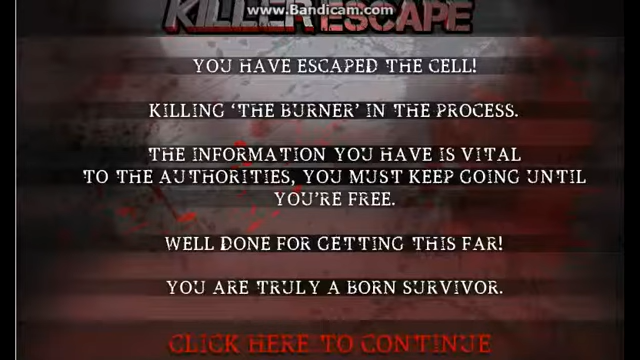 www.Bandicam.com
KILLER ESCAPE
YOU HAVE ESCAPED THE CELL!
KILLING 'THE BURNER' IN THE PROCESS.
THE INFORMATION YOU HAVE IS VITAL
TO THE AUTHORITIES, YOU MUST KEEP GOING UNTIL
YOU'RE FREE.
WELL DONE FOR GETTING THIS FAR!
YOU ARE TRULY A BORN SURVIVOR.
CLICK HERE TO CONTINUE